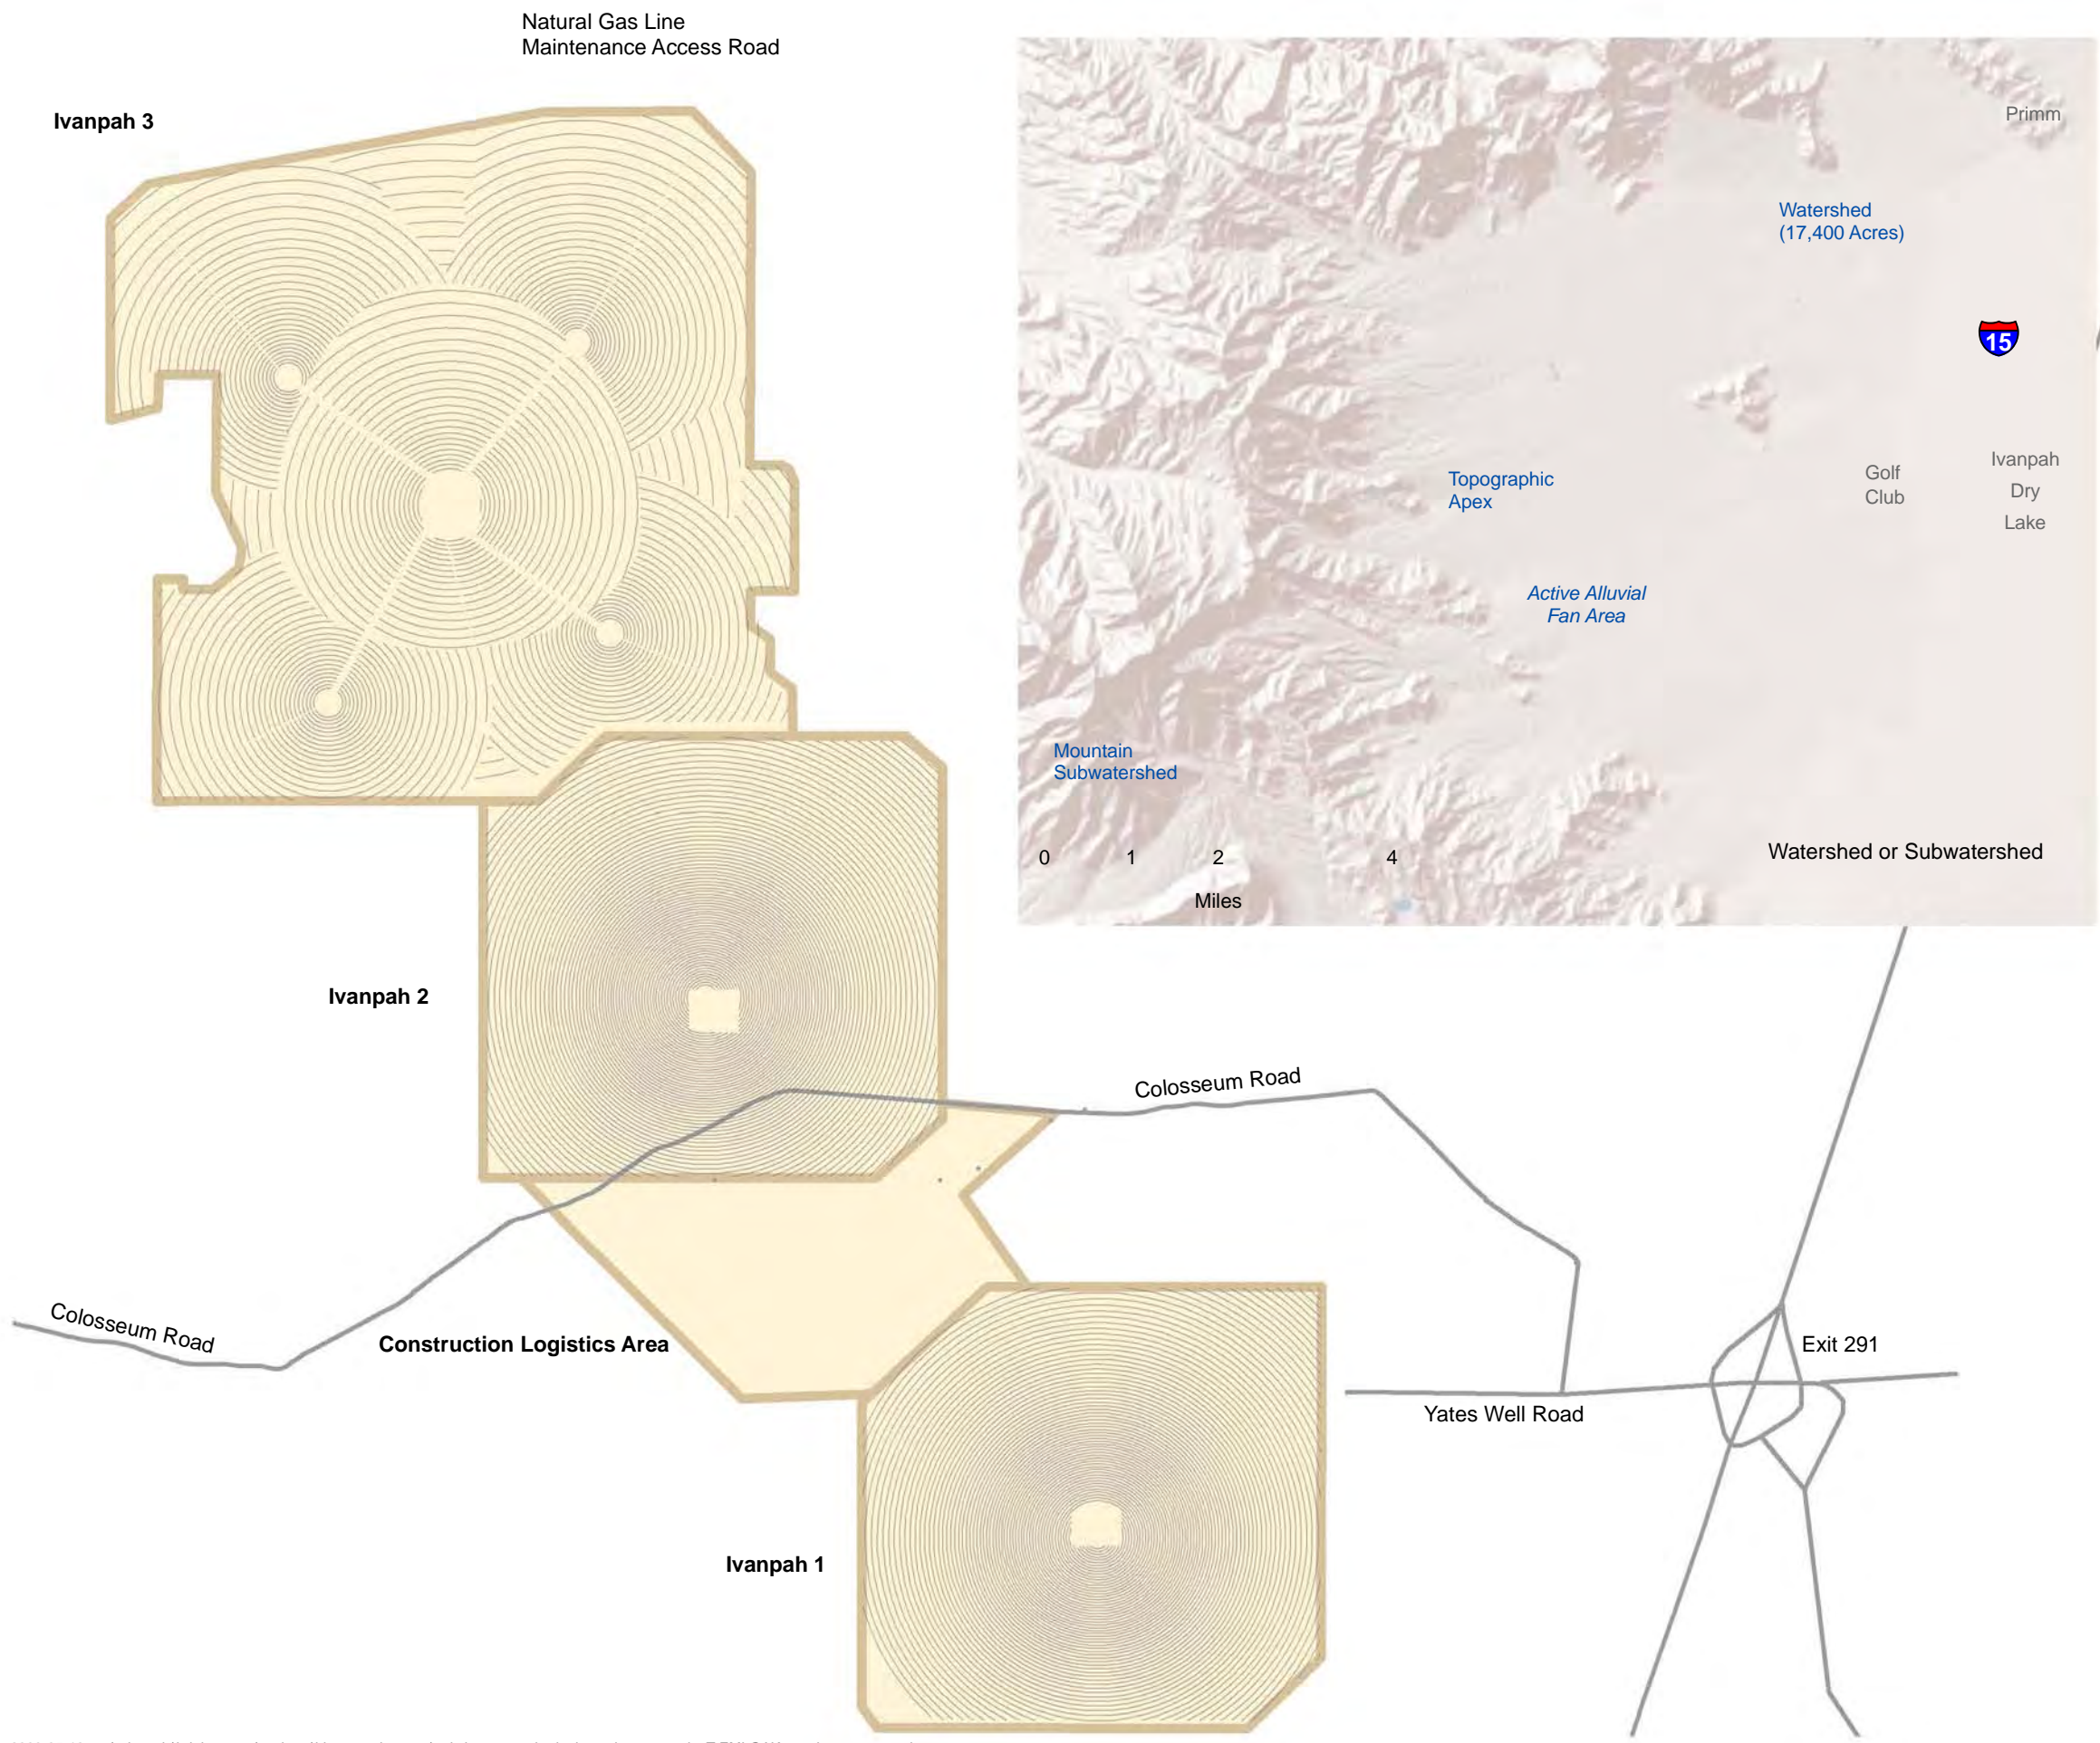 Natural Gas Line
Maintenance Access Road
Ivanpah 3
Primm
Watershed
(17,400 Acres)
15
Topographic
Apex
Golf
Club
Ivanpah
Dry
Lake
Active Alluvial
Fan Area
Mountain
Subwatershed
0 1 2 4
Miles
Watershed or Subwatershed
Ivanpah 2
Colosseum Road
Colosseum Road
Construction Logistics Area
Exit 291
Yates Well Road
Ivanpah 1